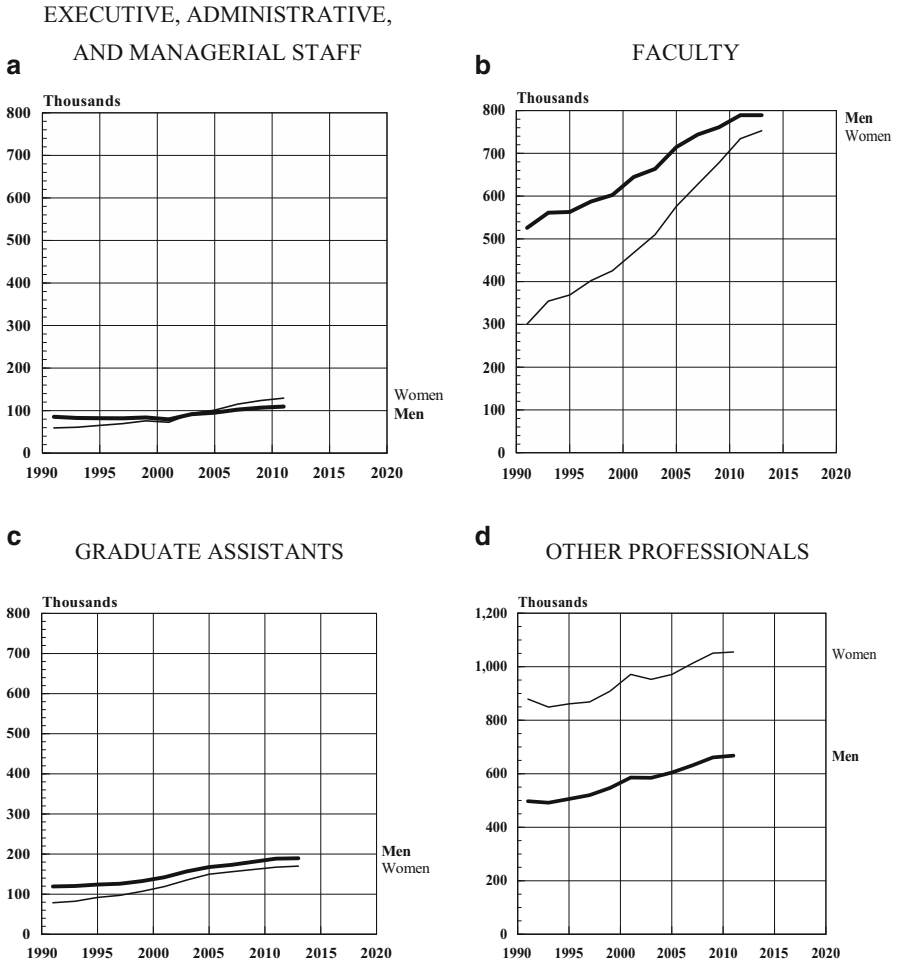 EXECUTIVE, ADMINISTRATIVE,
AND MANAGERIAL STAFF
a
Thousands
800
700
600
500
400
300
200
100
0
1990 1995 2000 2005 2010 2015 2020
Women
Men
b
FACULTY
Thousands
800
700
600
500
400
300
200
100
0
1990 1995 2000 2005 2010 2015 2020
Men
Women
c
GRADUATE ASSISTANTS
Thousands
800
700
600
500
400
300
200
100
0
1990 1995 2000 2005 2010 2015 2020
Men
Women
d
OTHER PROFESSIONALS
Thousands
1,200
1,000
800
600
400
200
0
1990 1995 2000 2005 2010 2015 2020
Women
Men